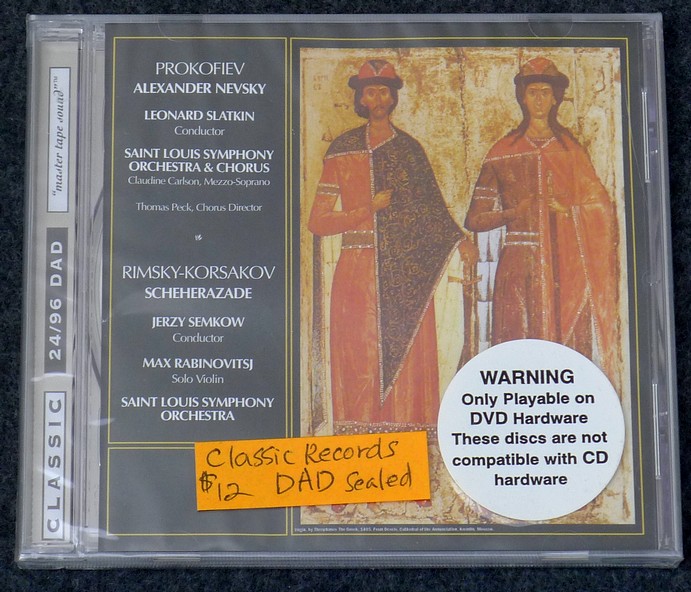 PROKOFIEV
ALEXANDER NEVSKY
LEONARD SLATKIN
Conductor
SAINT LOUIS SYMPHONY
ORCHESTRA & CHORUS
Claudine Carlson, Mezzo-Soprano
Thomas Peck, Chorus Director
RIMSKY-KORSAKOV
SCHEHERAZADE
JERZY SEMKOW
Conductor
MAX RABINOVITSJ
Solo Violin
SAINT LOUIS SYMPHONY
ORCHESTRA
Classic Records
$12 DAD Sealed
WARNING
Only Playable on
DVD Hardware
These discs are not
compatible with CD
hardware
CLASSIC 24/96 DAD "master tape sound"™